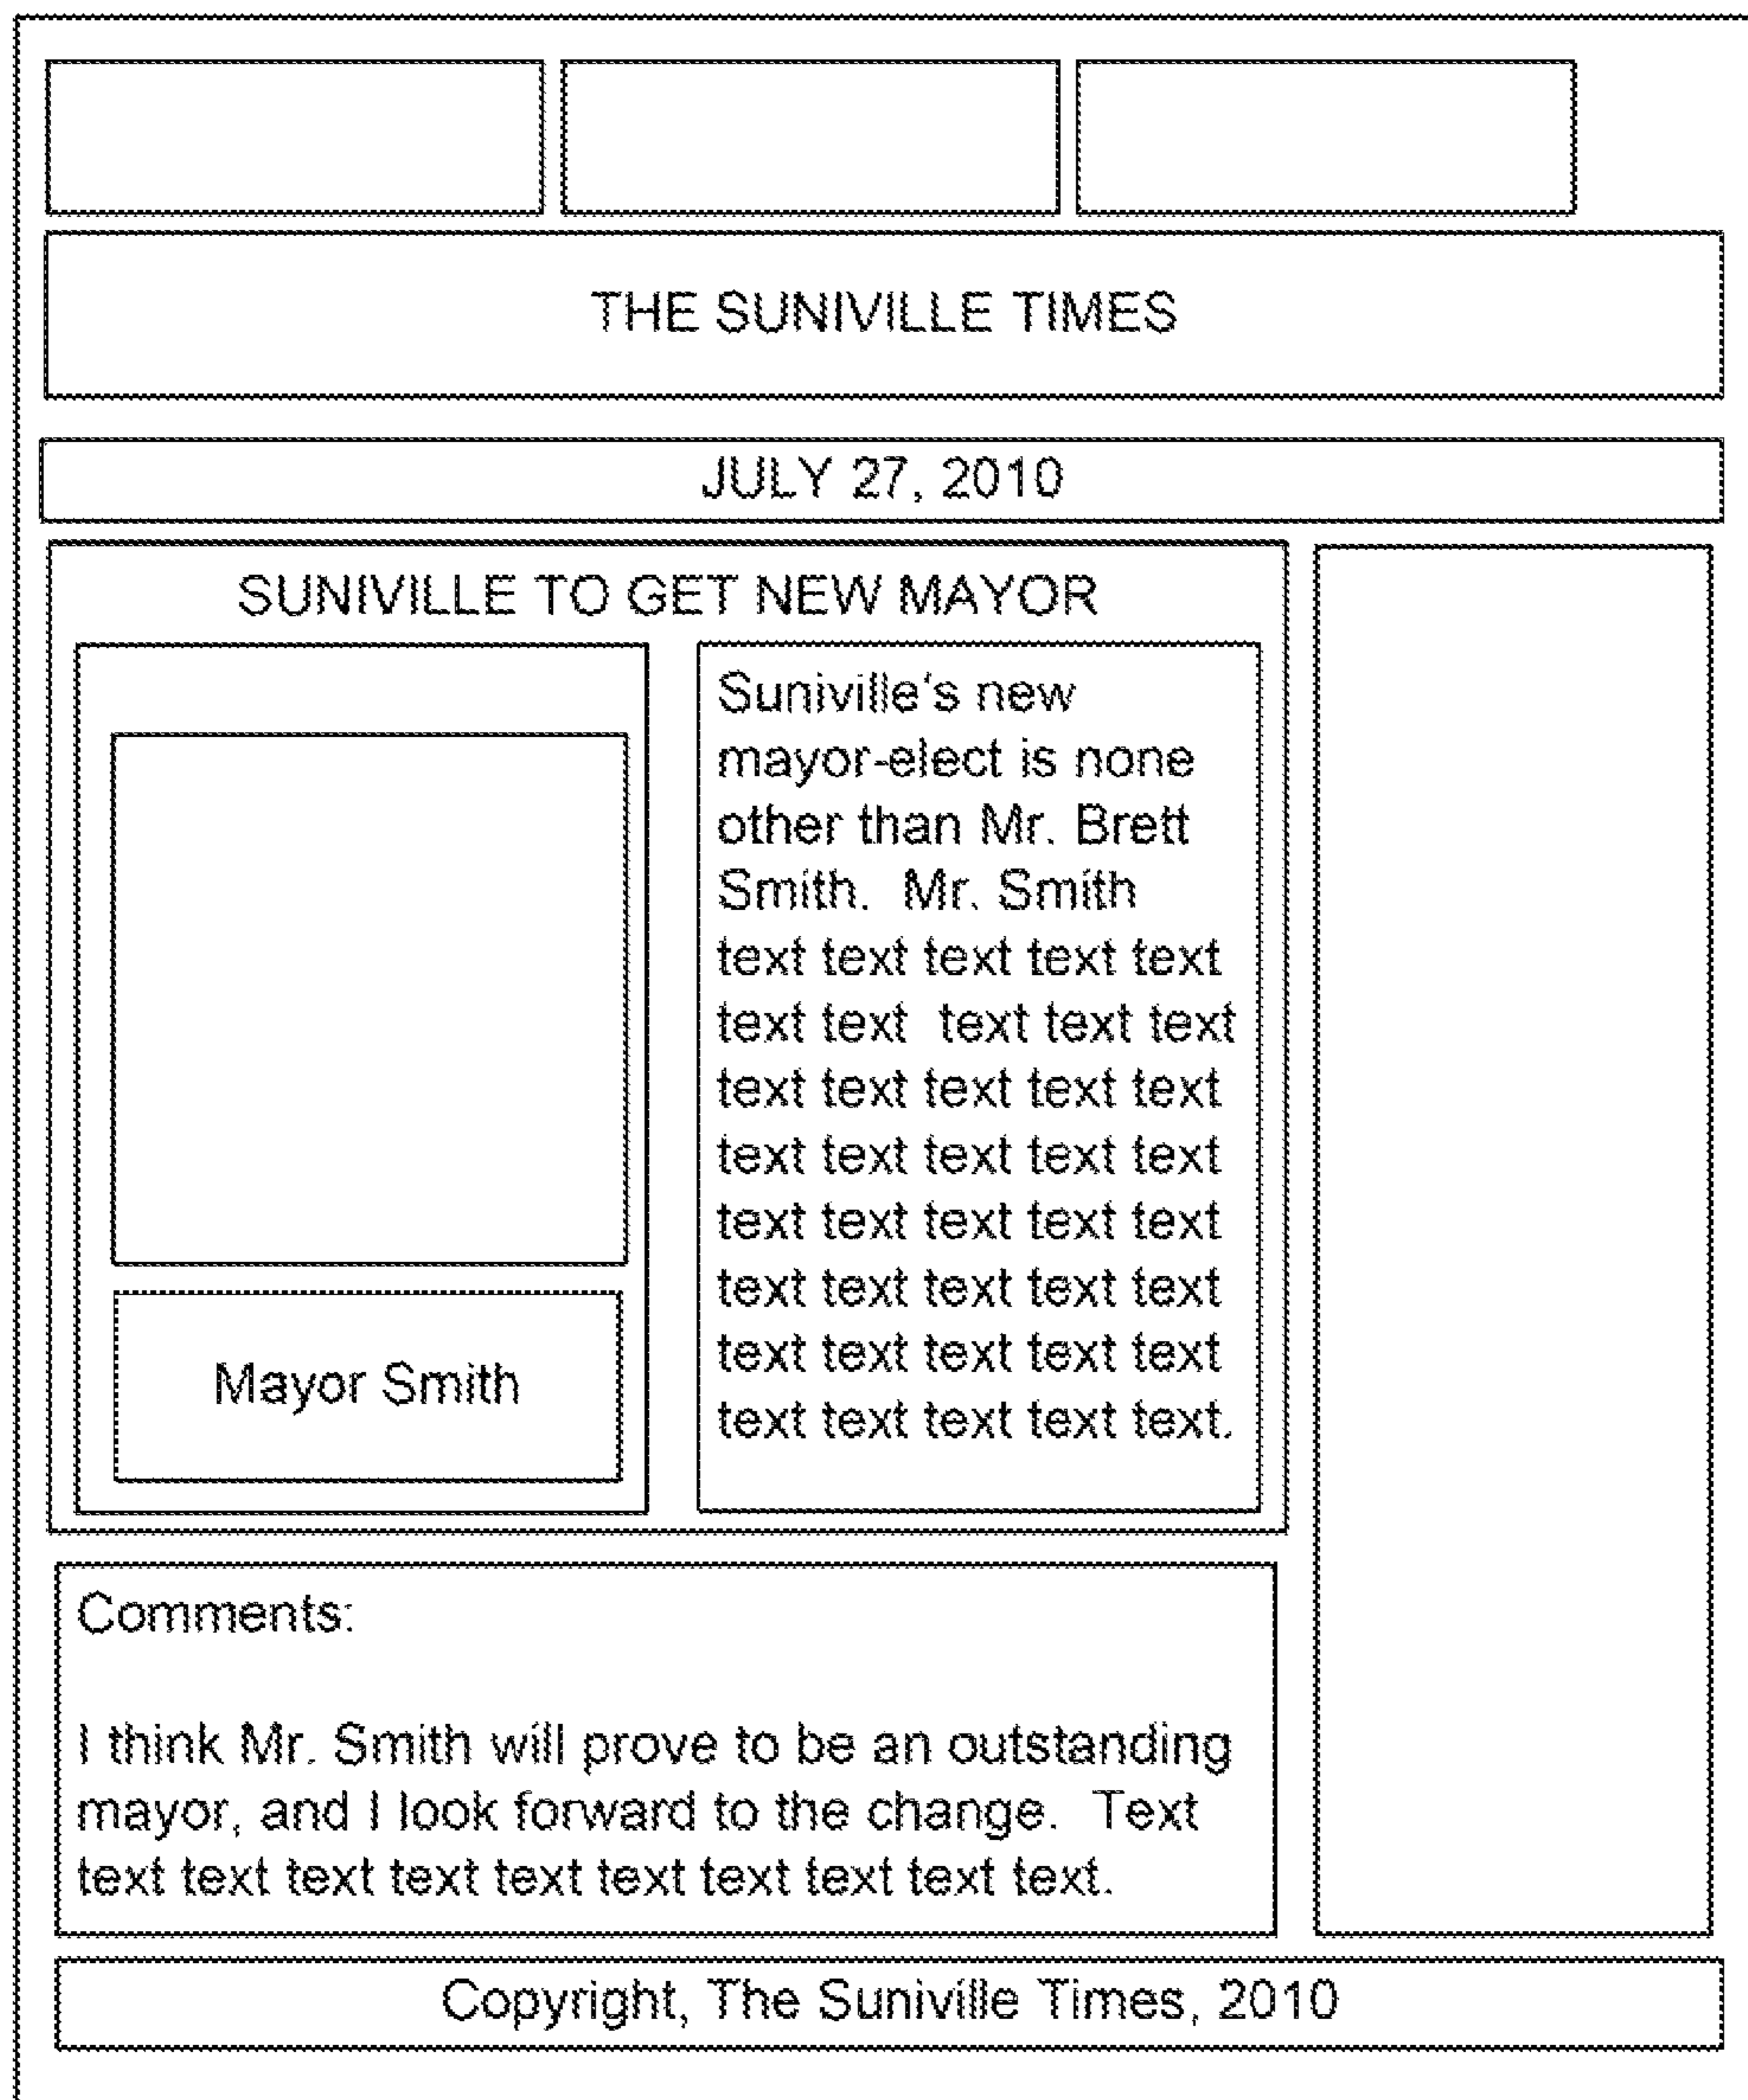 THE SUNIVILLE TIMES
JULY 27, 2010
SUNIVILLE TO GET NEW MAYOR
Mayor Smith
Suniville's new
mayor-elect is none
other than Mr. Brett
Smith.  Mr. Smith
text text text text text
text text  text text text
text text text text text
text text text text text
text text text text text
text text text text text
text text text text text
text text text text text.
Comments:
I think Mr. Smith will prove to be an outstanding
mayor, and I look forward to the change.  Text
text text text text text text text text text text.
Copyright, The Suniville Times, 2010